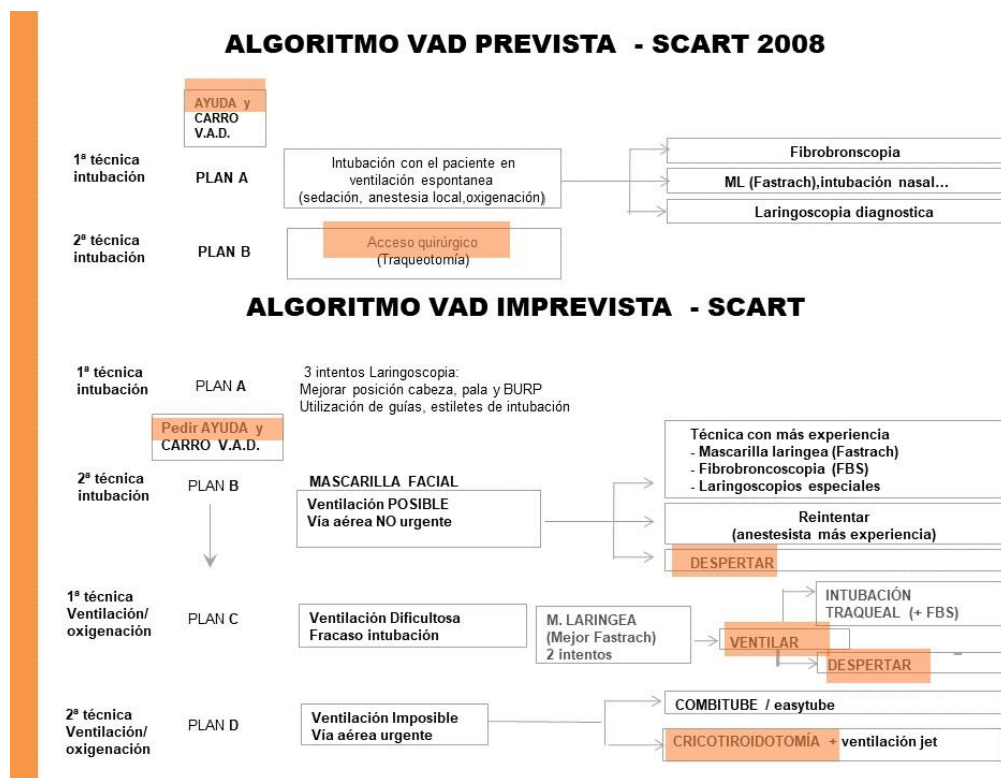 ALGORITMO VAD PREVISTA - SCART 2008
AYUDA y
CARRO
V.A.D.
1ª técnica
intubación
PLAN A
Intubación con el paciente en
ventilación espontanea
(sedación, anestesia local,oxigenación)
Fibrobronscopia
ML (Fastrach),intubación nasal...
Laringoscopia diagnostica
2ª técnica
intubación
PLAN B
Acceso quirúrgico
(Traqueotomía)
ALGORITMO VAD IMPREVISTA - SCART
1ª técnica
intubación
PLAN A
3 intentos Laringoscopia:
Mejorar posición cabeza, pala y BURP
Utilización de guías, estiletes de intubación
Pedir AYUDA y
CARRO V.A.D.
2ª técnica
intubación
PLAN B
MASCARILLA FACIAL
Ventilación POSIBLE
Vía aérea NO urgente
Técnica con más experiencia
- Mascarilla laringea (Fastrach)
- Fibrobroncoscopia (FBS)
- Laringoscopios especiales
Reintentar
(anestesista más experiencia)
DESPERTAR
1ª técnica
Ventilación/
oxigenación
PLAN C
Ventilación Dificultosa
Fracaso intubación
M. LARINGEA
(Mejor Fastrach)
2 intentos
VENTILAR
INTUBACIÓN
TRAQUEAL (+ FBS)
DESPERTAR
2ª técnica
Ventilación/
oxigenación
PLAN D
Ventilación Imposible
Vía aérea urgente
COMBITUBE / easytube
CRICOTIROIDOTOMÍA + ventilación jet